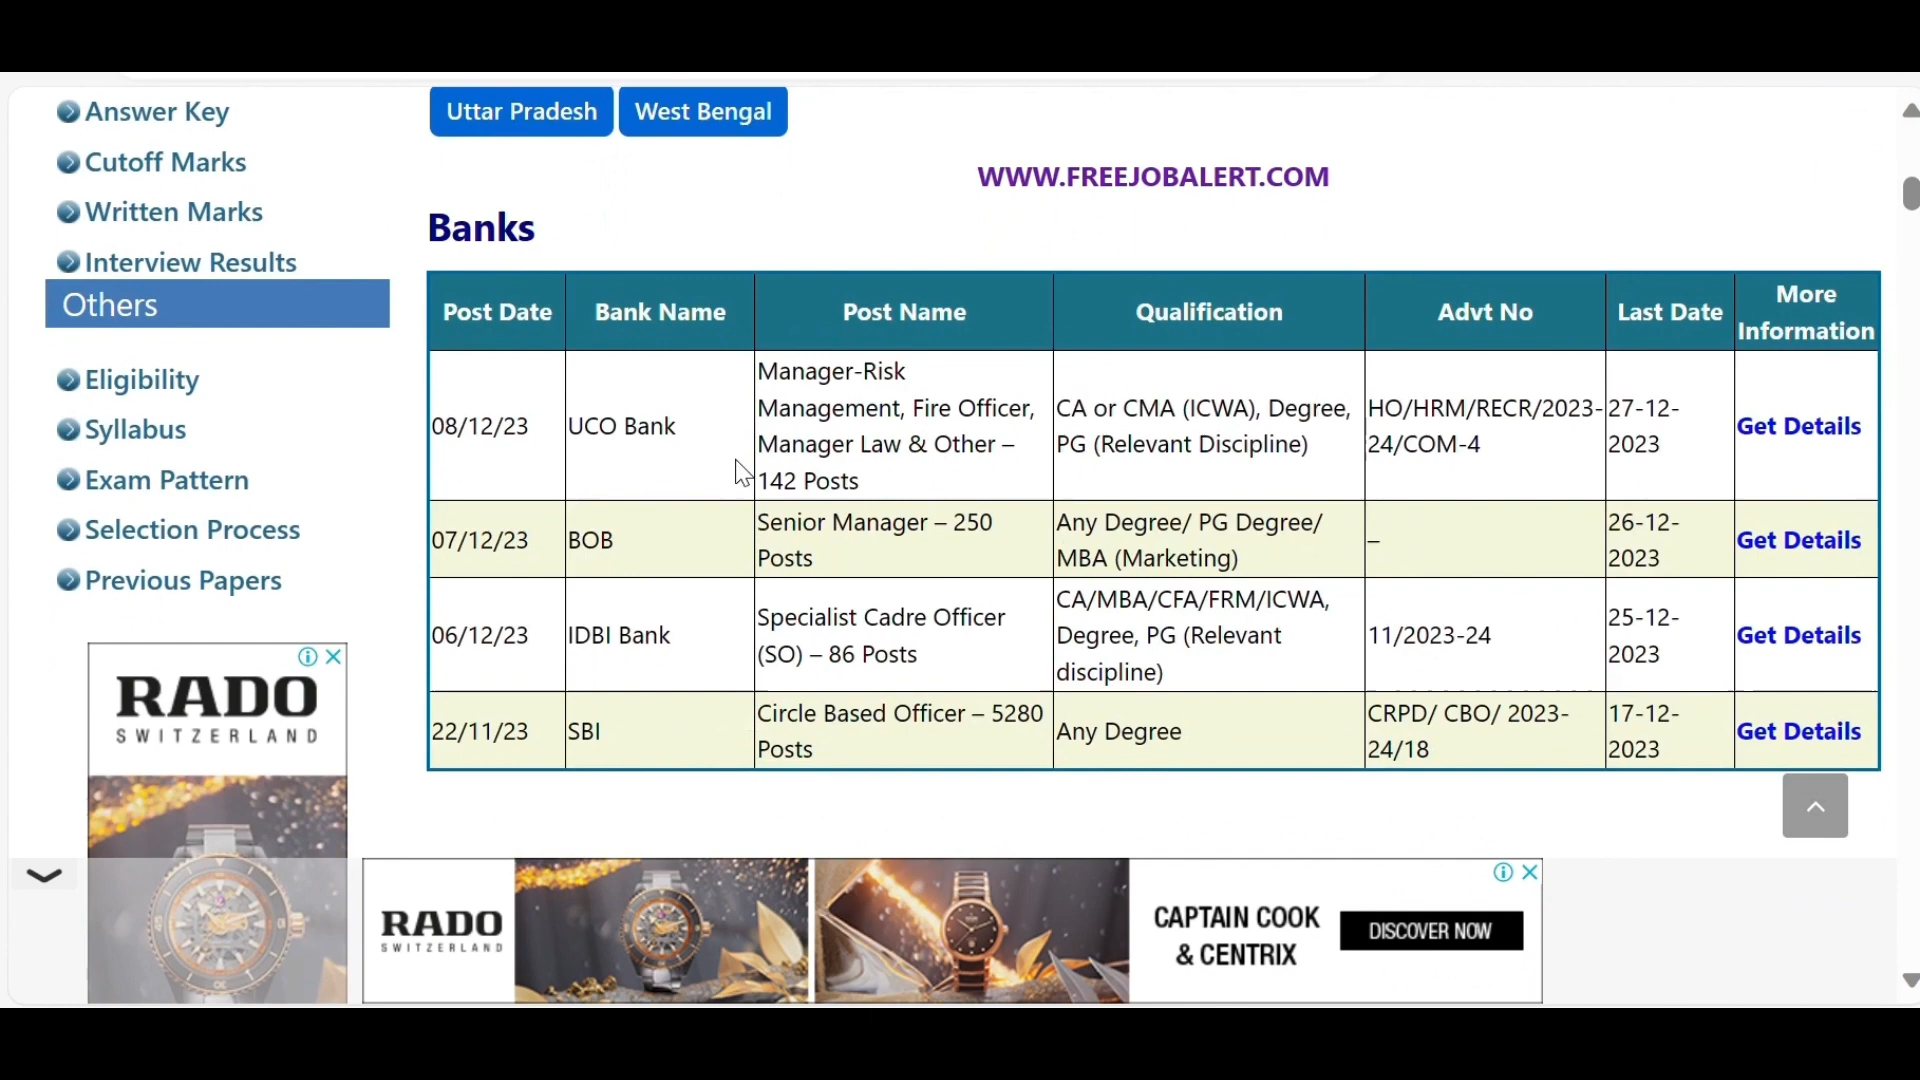 Answer Key
Cutoff Marks
Written Marks
Interview Results
Others
Eligibility
Syllabus
Exam Pattern
Selection Process
Previous Papers
RADO
SWITZERLAND
Uttar Pradesh
West Bengal
WWW.FREEJOBALERT.COM
Banks
Post Date
Bank Name
Post Name
Qualification
Advt No
Last Date
More
Information
08/12/23
UCO Bank
Manager-Risk
Management, Fire Officer,
Manager Law & Other –
142 Posts
CA or CMA (ICWA), Degree,
PG (Relevant Discipline)
HO/HRM/RECR/2023-
24/COM-4
27-12-
2023
Get Details
07/12/23
BOB
Senior Manager – 250
Posts
Any Degree/ PG Degree/
MBA (Marketing)
–
26-12-
2023
Get Details
06/12/23
IDBI Bank
Specialist Cadre Officer
(SO) – 86 Posts
CA/MBA/CFA/FRM/ICWA,
Degree, PG (Relevant
discipline)
11/2023-24
25-12-
2023
Get Details
22/11/23
SBI
Circle Based Officer – 5280
Posts
Any Degree
CRPD/ CBO/ 2023-
24/18
17-12-
2023
Get Details
RADO
SWITZERLAND
CAPTAIN COOK
& CENTRIX
DISCOVER NOW